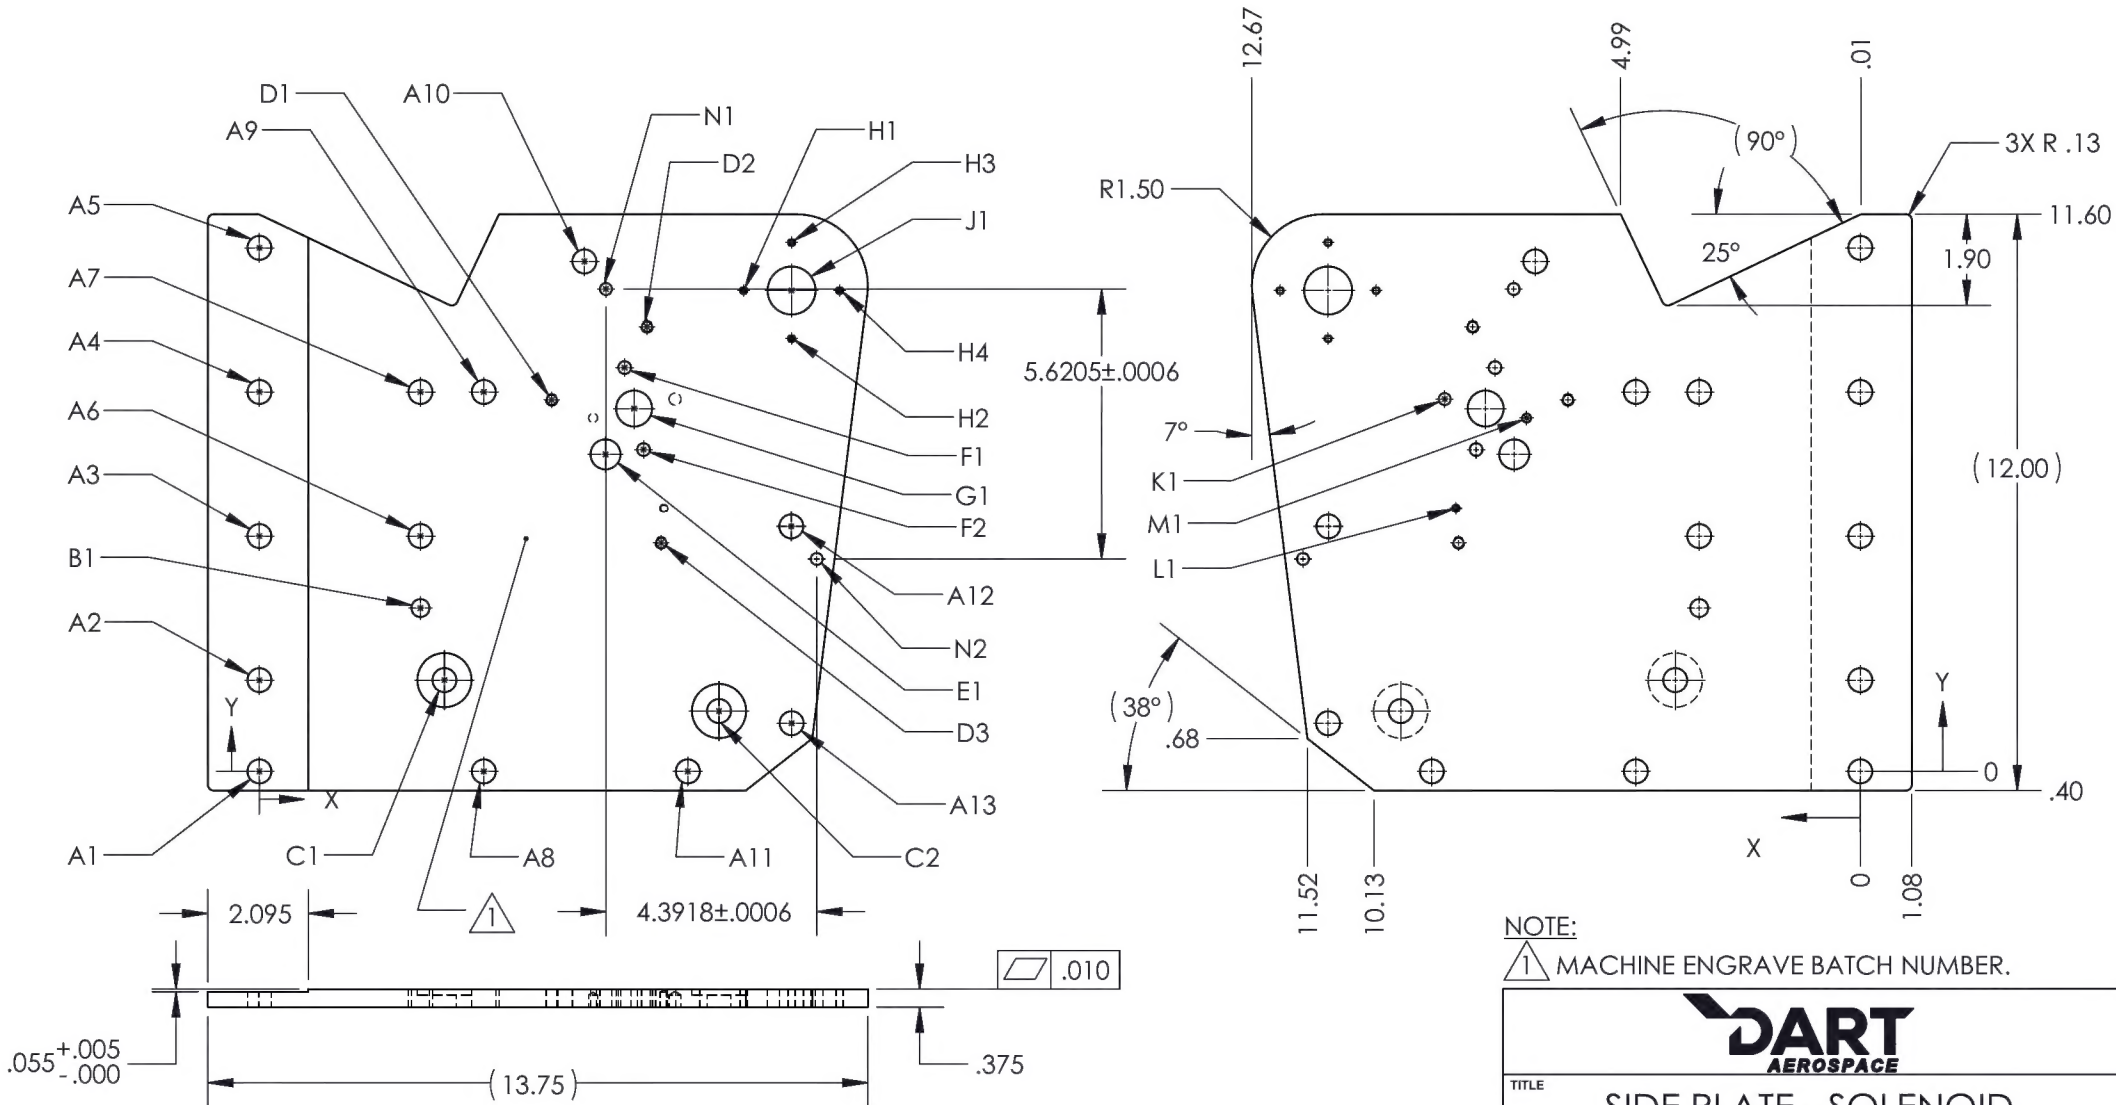 D1
A10
N1
H1
A9
D2
H3
A5
J1
A7
A4
H4
A6
5.6205±.0006
H2
A3
F1
G1
F2
B1
A12
A2
N2
E1
Y
D3
X
A13
A1
C1
A8
A11
C2
2.095
1
4.3918±.0006
.010
.055 +.005 -.000
(13.75)
.375
12.67
4.99
.01
(90°)
3X R .13
R1.50
11.60
25°
1.90
7°
K1
(12.00)
M1
L1
(38°)
.68
Y
0
.40
X
11.52
10.13
0
1.08
NOTE:
1 MACHINE ENGRAVE BATCH NUMBER.
DART
AEROSPACE
TITLE
SIDE PLATE - SOLENOID